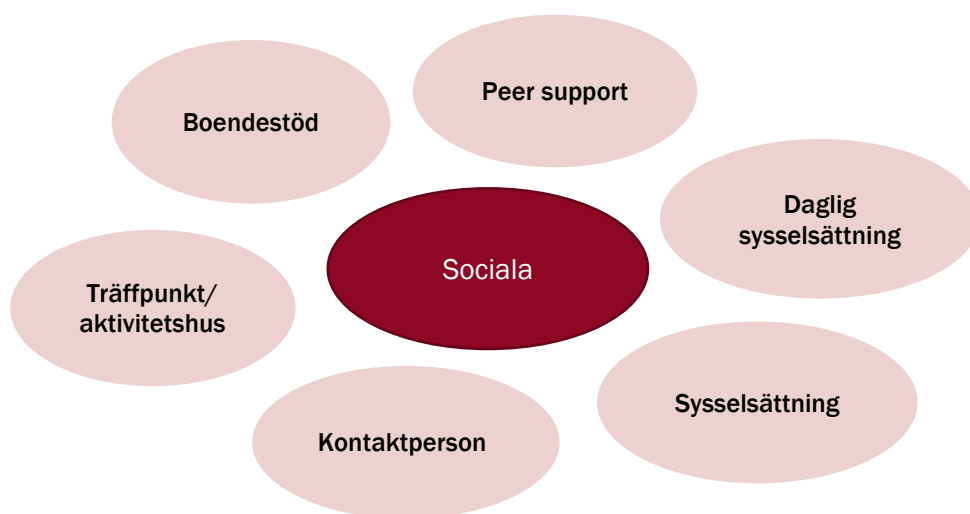 Peer support
Boendestöd
Daglig
sysselsättning
Sociala
Träffpunkt/
aktivitetshus
Sysselsättning
Kontaktperson